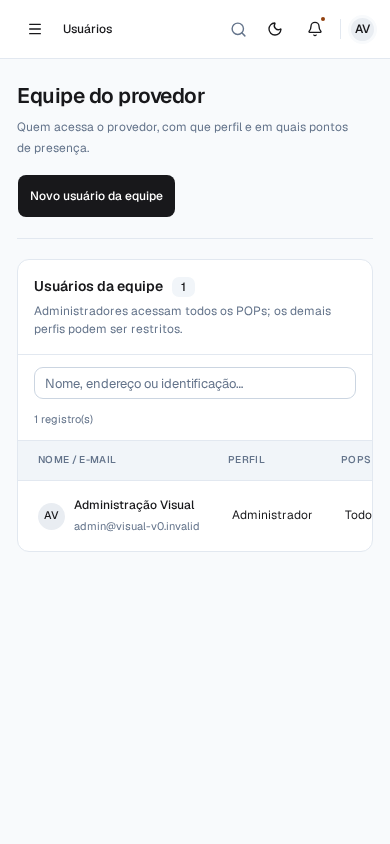 Usuários
AV
Equipe do provedor
Quem acessa o provedor, com que perfil e em quais pontos
de presença.
Novo usuário da equipe
Usuários da equipe 1
Administradores acessam todos os POPs; os demais
perfis podem ser restritos.
Nome, endereço ou identificação...
1 registro(s)
NOME / E-MAIL PERFIL POPS
AV Administração Visual Administrador Todo
admin@visual-v0.invalid